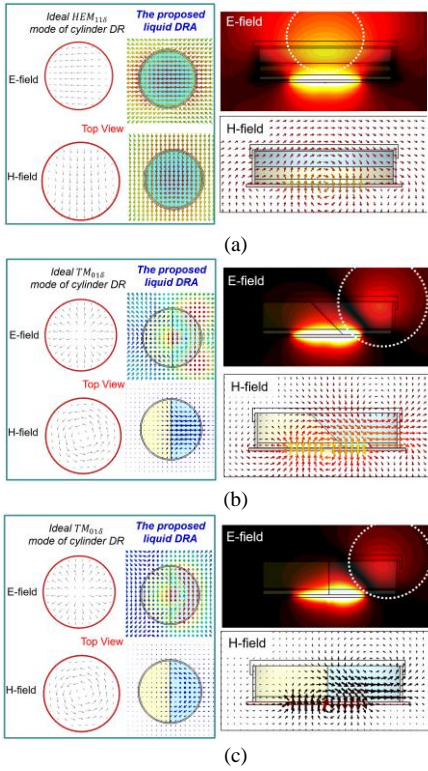 Ideal HEM₁₁δ
mode of cylinder DR
The proposed
liquid DRA
E-field
Top View
H-field
E-field
H-field
(a)
Ideal TM₀₁δ
mode of cylinder DR
The proposed
liquid DRA
E-field
Top View
H-field
E-field
H-field
(b)
Ideal TM₀₁δ
mode of cylinder DR
The proposed
liquid DRA
E-field
Top View
H-field
E-field
H-field
(c)